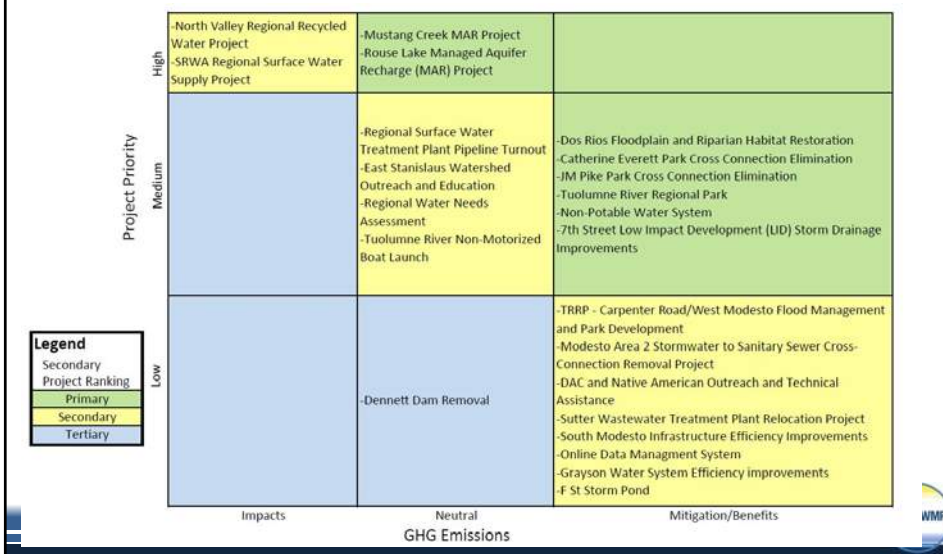 -North Valley Regional Recycled
Water Project
-SRWA Regional Surface Water
Supply Project
-Mustang Creek MAR Project
-Rouse Lake Managed Aquifer
Recharge (MAR) Project
High
-Regional Surface Water
Treatment Plant Pipeline Turnout
-East Stanislaus Watershed
Outreach and Education
-Regional Water Needs
Assessment
-Tuolumne River Non-Motorized
Boat Launch
-Dos Rios Floodplain and Riparian Habitat Restoration
-Catherine Everett Park Cross Connection Elimination
-JM Pike Park Cross Connection Elimination
-Tuolumne River Regional Park
-Non-Potable Water System
-7th Street Low Impact Development (LID) Storm Drainage
Improvements
Project Priority
Medium
-Dennett Dam Removal
-TRRP - Carpenter Road/West Modesto Flood Management
and Park Development
-Modesto Area 2 Stormwater to Sanitary Sewer Cross-
Connection Removal Project
-DAC and Native American Outreach and Technical
Assistance
-Sutter Wastewater Treatment Plant Relocation Project
-South Modesto Infrastructure Efficiency Improvements
-Online Data Managment System
-Grayson Water System Efficiency improvements
-F St Storm Pond
Low
Legend
Secondary
Project Ranking
Primary
Secondary
Tertiary
Impacts
Neutral
Mitigation/Benefits
GHG Emissions